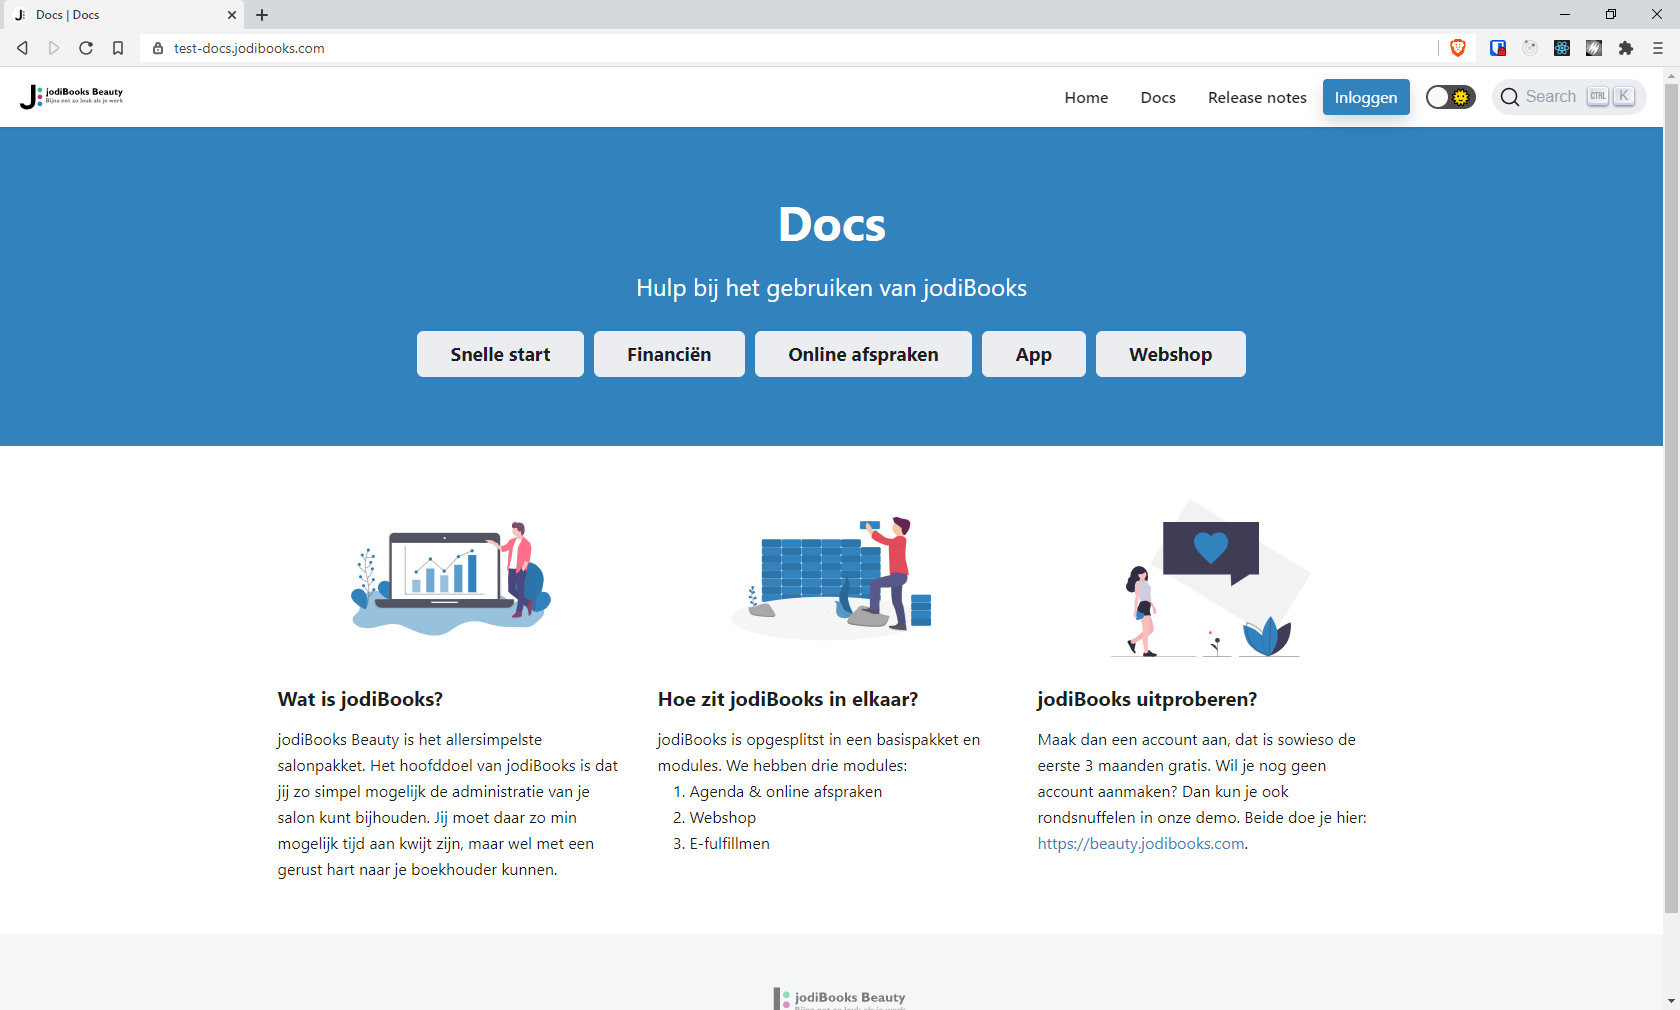 Docs | Docs
test-docs.jodibooks.com
jodiBooks Beauty
Bijna net zo leuk als je werk
Home
Docs
Release notes
Inloggen
Search
CTRL
K
Docs
Hulp bij het gebruiken van jodiBooks
Snelle start
Financiën
Online afspraken
App
Webshop
Wat is jodiBooks?
jodiBooks Beauty is het allersimpelste
salonpakket. Het hoofddoel van jodiBooks is dat
jij zo simpel mogelijk de administratie van je
salon kunt bijhouden. Jij moet daar zo min
mogelijk tijd aan kwijt zijn, maar wel met een
gerust hart naar je boekhouder kunnen.
Hoe zit jodiBooks in elkaar?
jodiBooks is opgesplitst in een basispakket en
modules. We hebben drie modules:
1. Agenda & online afspraken
2. Webshop
3. E-fulfillmen
jodiBooks uitproberen?
Maak dan een account aan, dat is sowieso de
eerste 3 maanden gratis. Wil je nog geen
account aanmaken? Dan kun je ook
rondsnuffelen in onze demo. Beide doe je hier:
https://beauty.jodibooks.com.
jodiBooks Beauty